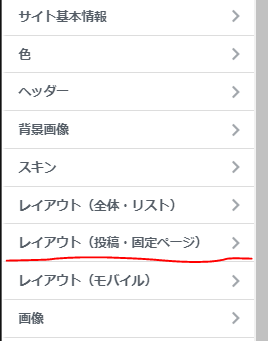 サイト基本情報
色
ヘッダー
背景画像
スキン
レイアウト（全体・リスト）
レイアウト（投稿・固定ページ）
レイアウト（モバイル）
画像